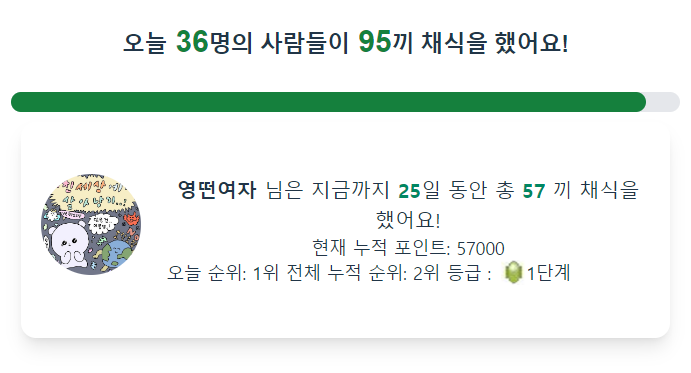 오늘 36명의 사람들이 95끼 채식을 했어요!
영떤여자 님은 지금까지 25일 동안 총 57 끼 채식을
했어요!
현재 누적 포인트: 57000
오늘 순위: 1위 전체 누적 순위: 2위 등급 : 1단계